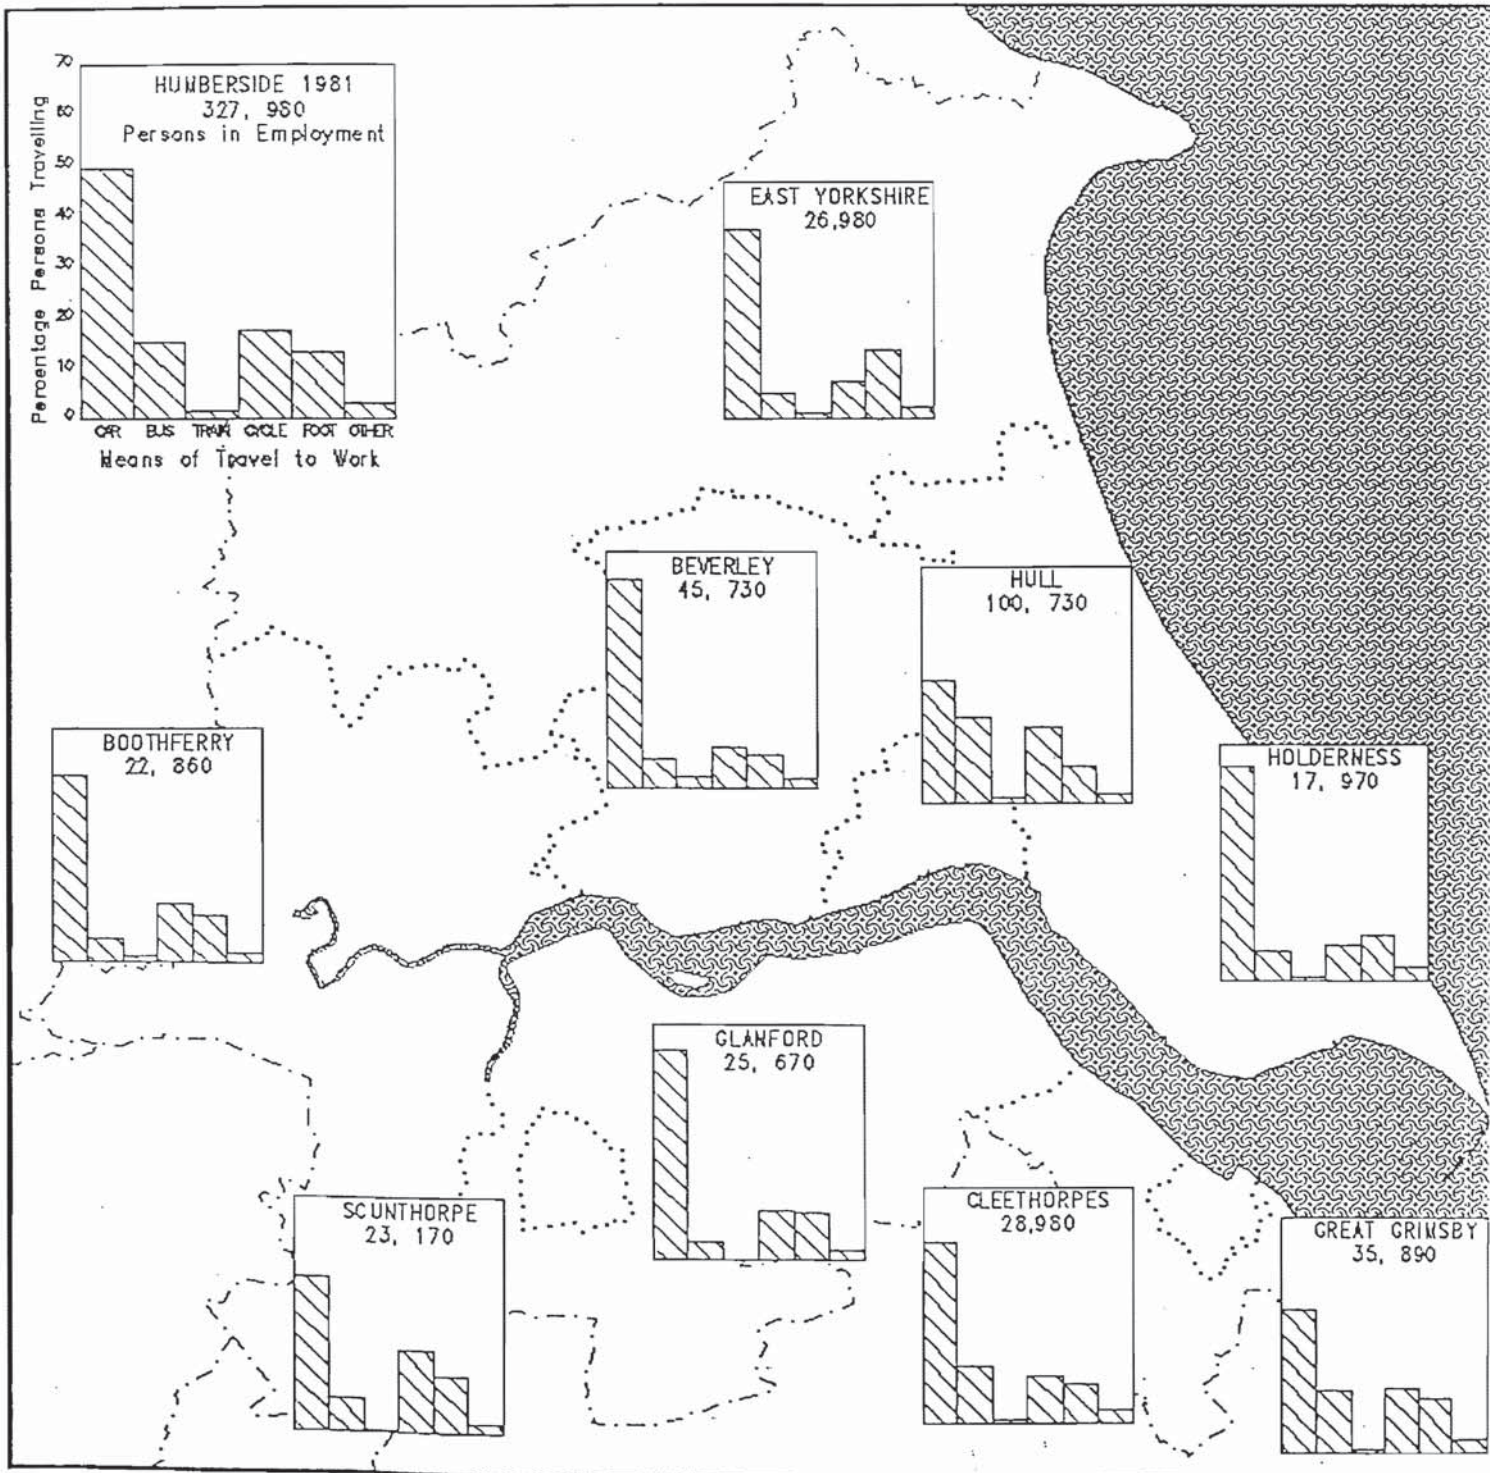 70
60
50
40
30
20
10
0
Percentage Persons Travelling
HUMBERSIDE 1981
327, 980
Persons in Employment
CAR BUS TRAIN CYCLE FOOT OTHER
Means of Travel to Work
EAST YORKSHIRE
26,980
BEVERLEY
45, 730
HULL
100, 730
BOOTHFERRY
22, 860
HOLDERNESS
17, 970
GLANFORD
25, 670
SCUNTHORPE
23, 170
CLEETHORPES
28,980
GREAT GRIMSBY
35, 890